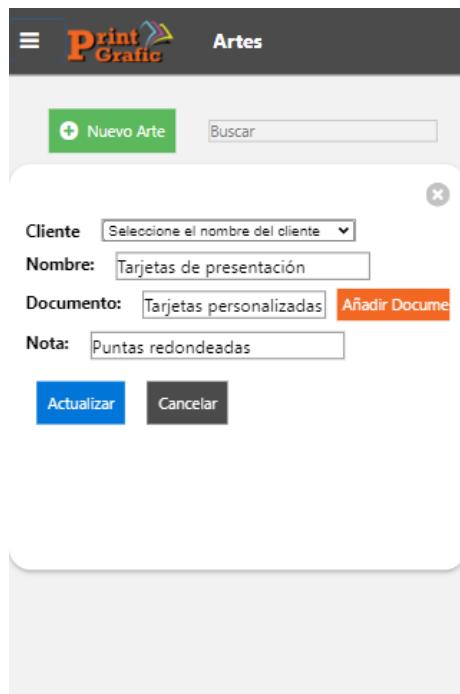 Print Grafic Artes
Nuevo Arte Buscar
Cliente Seleccione el nombre del cliente
Nombre: Tarjetas de presentación
Documento: Tarjetas personalizadas Añadir Docume
Nota: Puntas redondeadas
Actualizar Cancelar